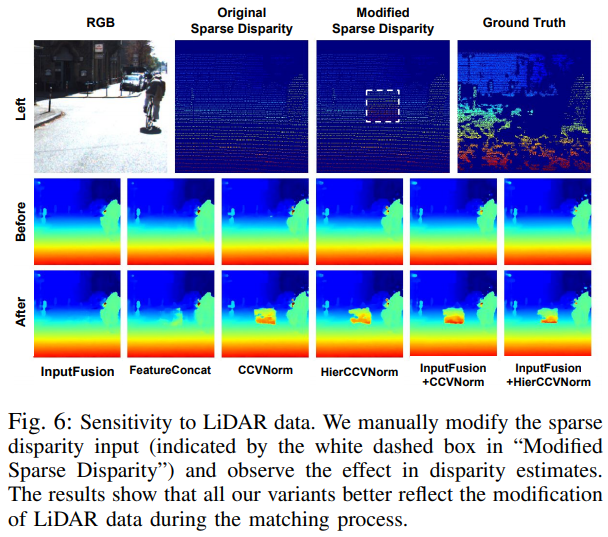 RGB
Original
Sparse Disparity
Modified
Sparse Disparity
Ground Truth
Left
Before
After
InputFusion
FeatureConcat
CCVNorm
HierCCVNorm
InputFusion
+CCVNorm
InputFusion
+HierCCVNorm
Fig. 6: Sensitivity to LiDAR data. We manually modify the sparse
disparity input (indicated by the white dashed box in “Modified
Sparse Disparity”) and observe the effect in disparity estimates.
The results show that all our variants better reflect the modification
of LiDAR data during the matching process.